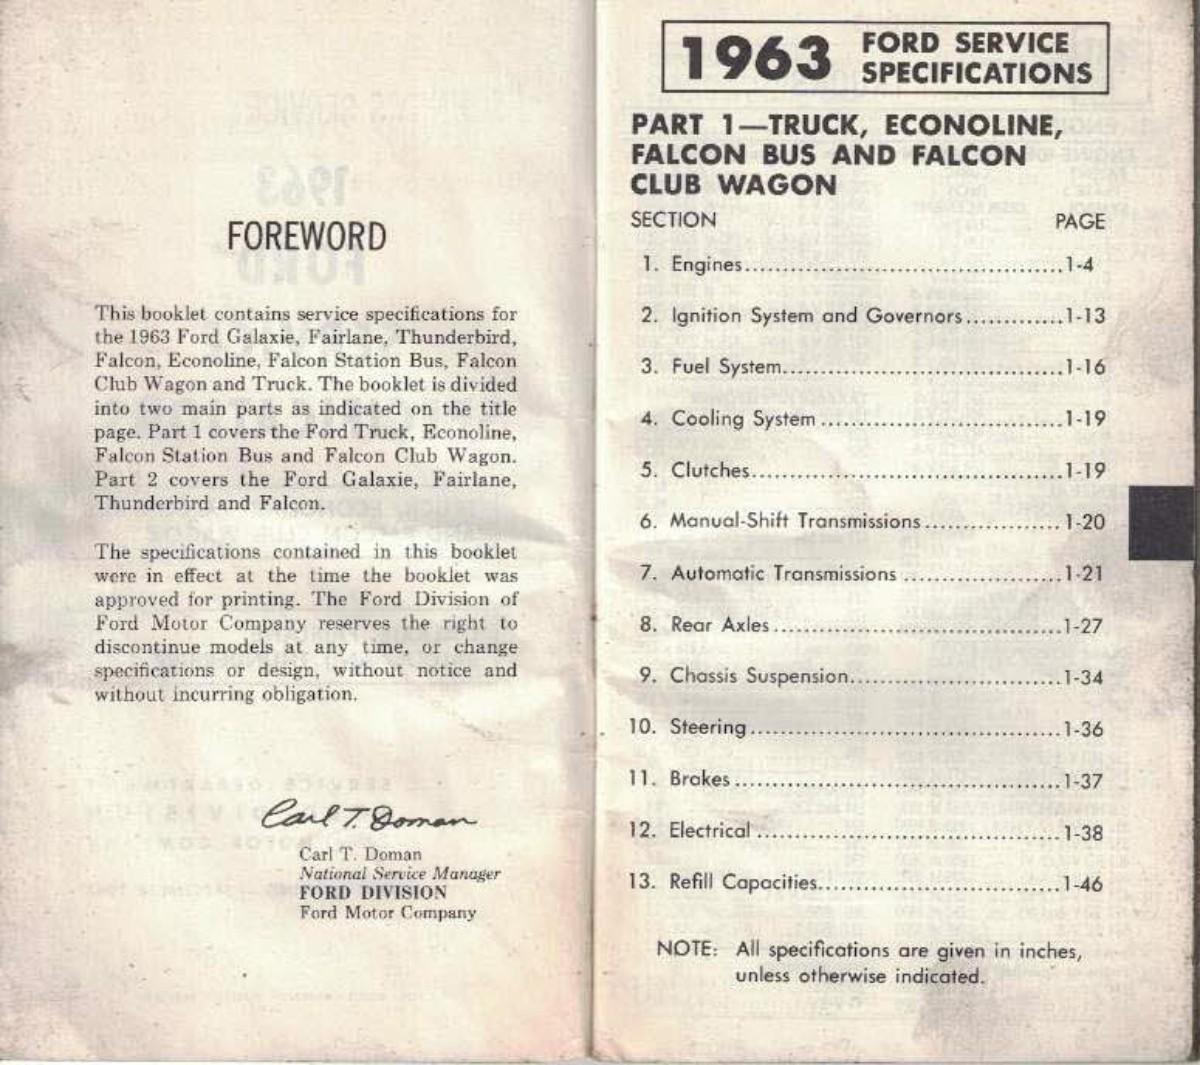 FOREWORD
This booklet contains service specifications for
the 1963 Ford Galaxie, Fairlane, Thunderbird,
Falcon, Econoline, Falcon Station Bus, Falcon
Club Wagon and Truck. The booklet is divided
into two main parts as indicated on the title
page. Part 1 covers the Ford Truck, Econoline,
Falcon Station Bus and Falcon Club Wagon.
Part 2 covers the Ford Galaxie, Fairlane,
Thunderbird and Falcon.
The specifications contained in this booklet
were in effect at the time the booklet was
approved for printing. The Ford Division of
Ford Motor Company reserves the right to
discontinue models at any time, or change
specifications or design, without notice and
without incurring obligation.
Carl T. Doman
Carl T. Doman
National Service Manager
FORD DIVISION
Ford Motor Company
1963 FORD SERVICE
SPECIFICATIONS
PART 1—TRUCK, ECONOLINE,
FALCON BUS AND FALCON
CLUB WAGON
SECTION PAGE
1. Engines........................................1-4
2. Ignition System and Governors.............1-13
3. Fuel System....................................1-16
4. Cooling System ...............................1-19
5. Clutches........................................1-19
6. Manual-Shift Transmissions.................1-20
7. Automatic Transmissions ....................1-21
8. Rear Axles.....................................1-27
9. Chassis Suspension...........................1-34
10. Steering........................................1-36
11. Brakes..........................................1-37
12. Electrical .......................................1-38
13. Refill Capacities...............................1-46
NOTE: All specifications are given in inches,
unless otherwise indicated.